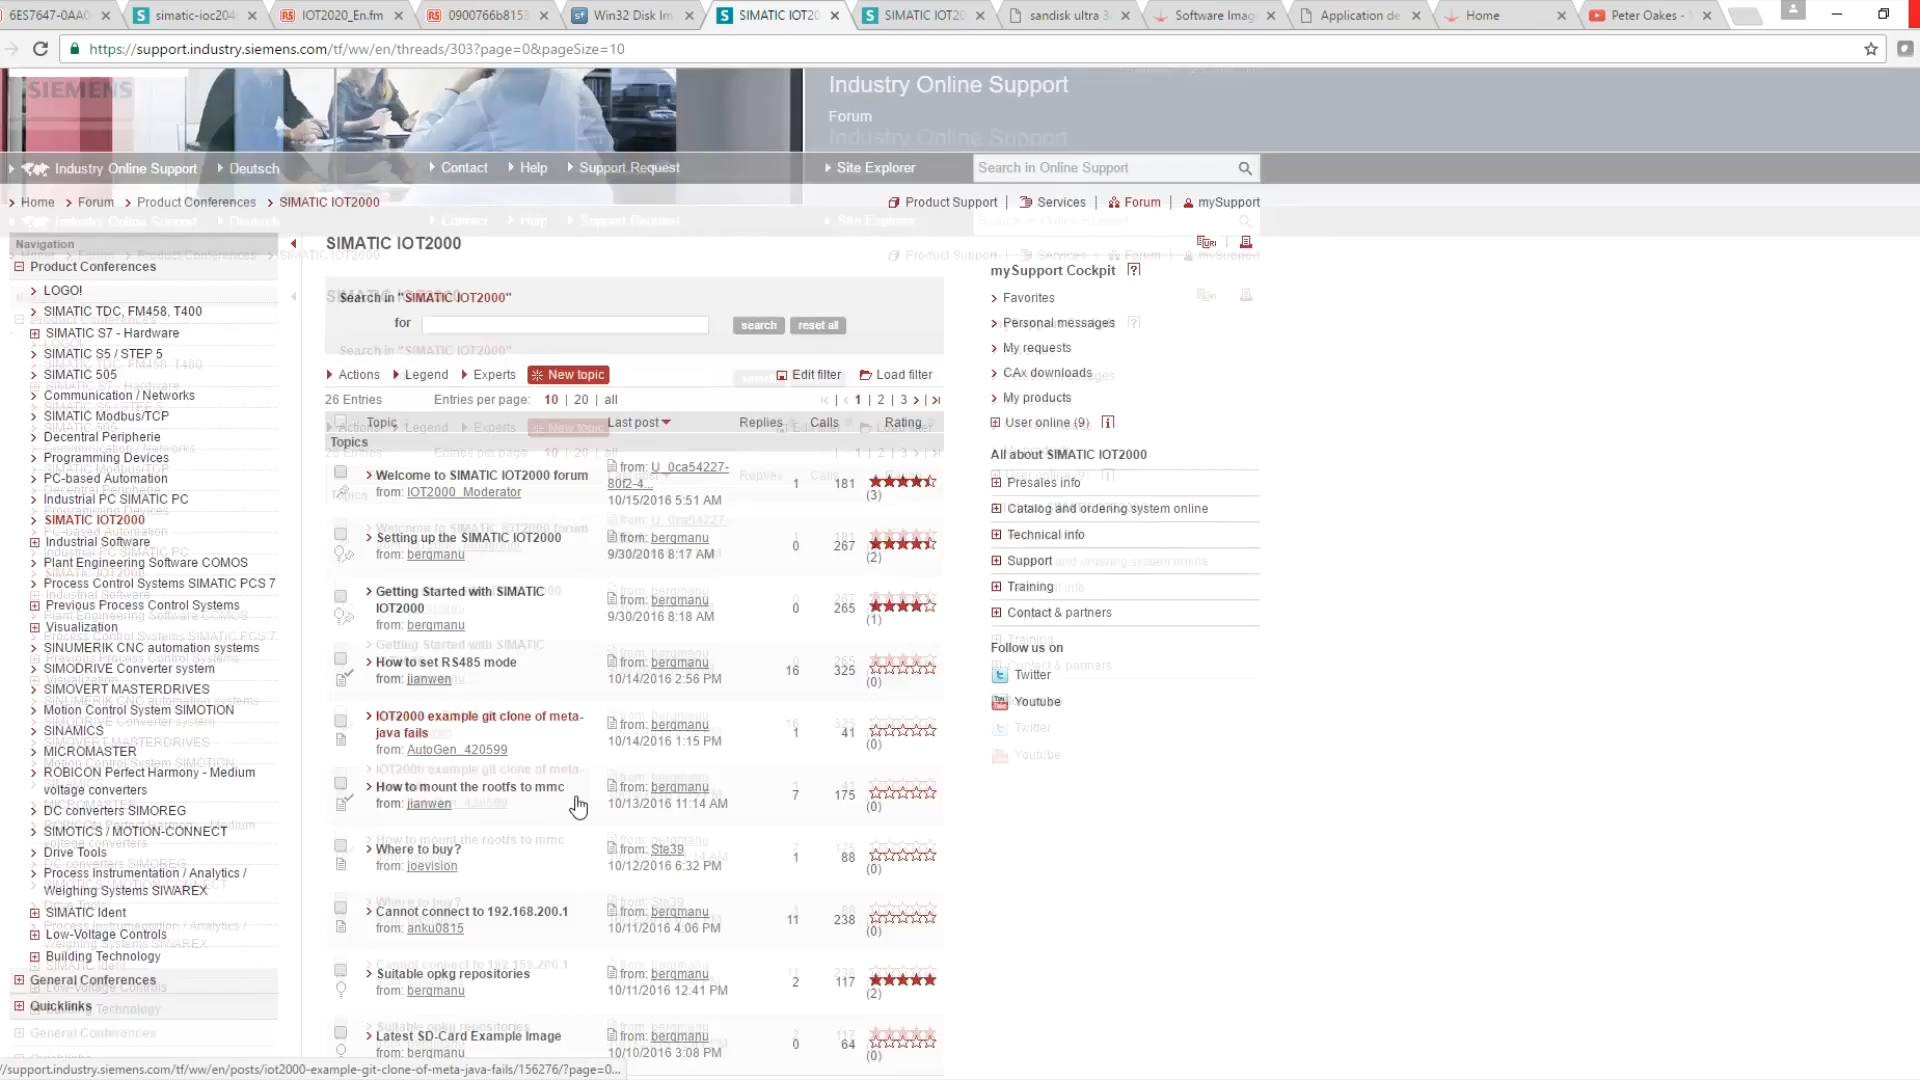 6ES7647-0AA0
simatic-ioc204
IOT2020_En.fm
0900766b8153
Win32 Disk Im
SIMATIC IOT20
SIMATIC IOT20
sandisk ultra 3
Software Imag
Application de
Home
Peter Oakes -
https://support.industry.siemens.com/tf/ww/en/threads/303?page=0&pageSize=10
SIEMENS
Industry Online Support
Forum
Industry Online Support
Deutsch
Contact
Help
Support Request
Site Explorer
Search in Online Support
Home > Forum > Product Conferences > SIMATIC IOT2000
Product Support | Services | Forum | mySupport
Navigation
Product Conferences
LOGO!
SIMATIC TDC, FM458, T400
SIMATIC S7 - Hardware
SIMATIC S5 / STEP 5
SIMATIC 505
Communication / Networks
SIMATIC Modbus/TCP
Decentral Peripherie
Programming Devices
PC-based Automation
Industrial PC SIMATIC PC
SIMATIC IOT2000
Industrial Software
Plant Engineering Software COMOS
Process Control Systems SIMATIC PCS 7
Previous Process Control Systems
Visualization
SINUMERIK CNC automation systems
SIMODRIVE Converter system
SIMOVERT MASTERDRIVES
Motion Control System SIMOTION
SINAMICS
MICROMASTER
ROBICON Perfect Harmony - Medium
voltage converters
DC converters SIMOREG
SIMOTICS / MOTION-CONNECT
Drive Tools
Process Instrumentation / Analytics /
Weighing Systems SIWAREX
SIMATIC Ident
Low-Voltage Controls
Building Technology
General Conferences
Quicklinks
SIMATIC IOT2000
Search in "SIMATIC IOT2000"
for
search
reset all
Actions
Legend
Experts
New topic
Edit filter
Load filter
26 Entries
Entries per page: 10 | 20 | all
1 | 2 | 3
Topic
Last post
Replies
Calls
Rating
Topics
Welcome to SIMATIC IOT2000 forum
from: IOT2000_Moderator
from: U_0ca54227-
80f2-4...
10/15/2016 5:51 AM
1
181
(3)
Setting up the SIMATIC IOT2000
from: bergmanu
from: bergmanu
9/30/2016 8:17 AM
0
267
(2)
Getting Started with SIMATIC
IOT2000
from: bergmanu
from: bergmanu
9/30/2016 8:18 AM
0
265
(1)
How to set RS485 mode
from: jianwen
from: bergmanu
10/14/2016 2:56 PM
16
325
(0)
IOT2000 example git clone of meta-
java fails
from: AutoGen_420599
from: bergmanu
10/14/2016 1:15 PM
1
41
(0)
How to mount the rootfs to mmc
from: jianwen
from: bergmanu
10/13/2016 11:14 AM
7
175
(0)
Where to buy?
from: joevision
from: Ste39
10/12/2016 6:32 PM
1
88
(0)
Cannot connect to 192.168.200.1
from: anku0815
from: bergmanu
10/11/2016 4:06 PM
11
238
(0)
Suitable opkg repositories
from: bergmanu
from: bergmanu
10/11/2016 12:41 PM
2
117
(2)
Latest SD-Card Example Image
from: bergmanu
from: bergmanu
10/10/2016 3:08 PM
0
64
(0)
mySupport Cockpit
Favorites
Personal messages
My requests
CAx downloads
My products
User online (9)
All about SIMATIC IOT2000
Presales info
Catalog and ordering system online
Technical info
Support
Training
Contact & partners
Follow us on
Twitter
Youtube
//support.industry.siemens.com/tf/ww/en/posts/iot2000-example-git-clone-of-meta-java-fails/156276/?page=0...